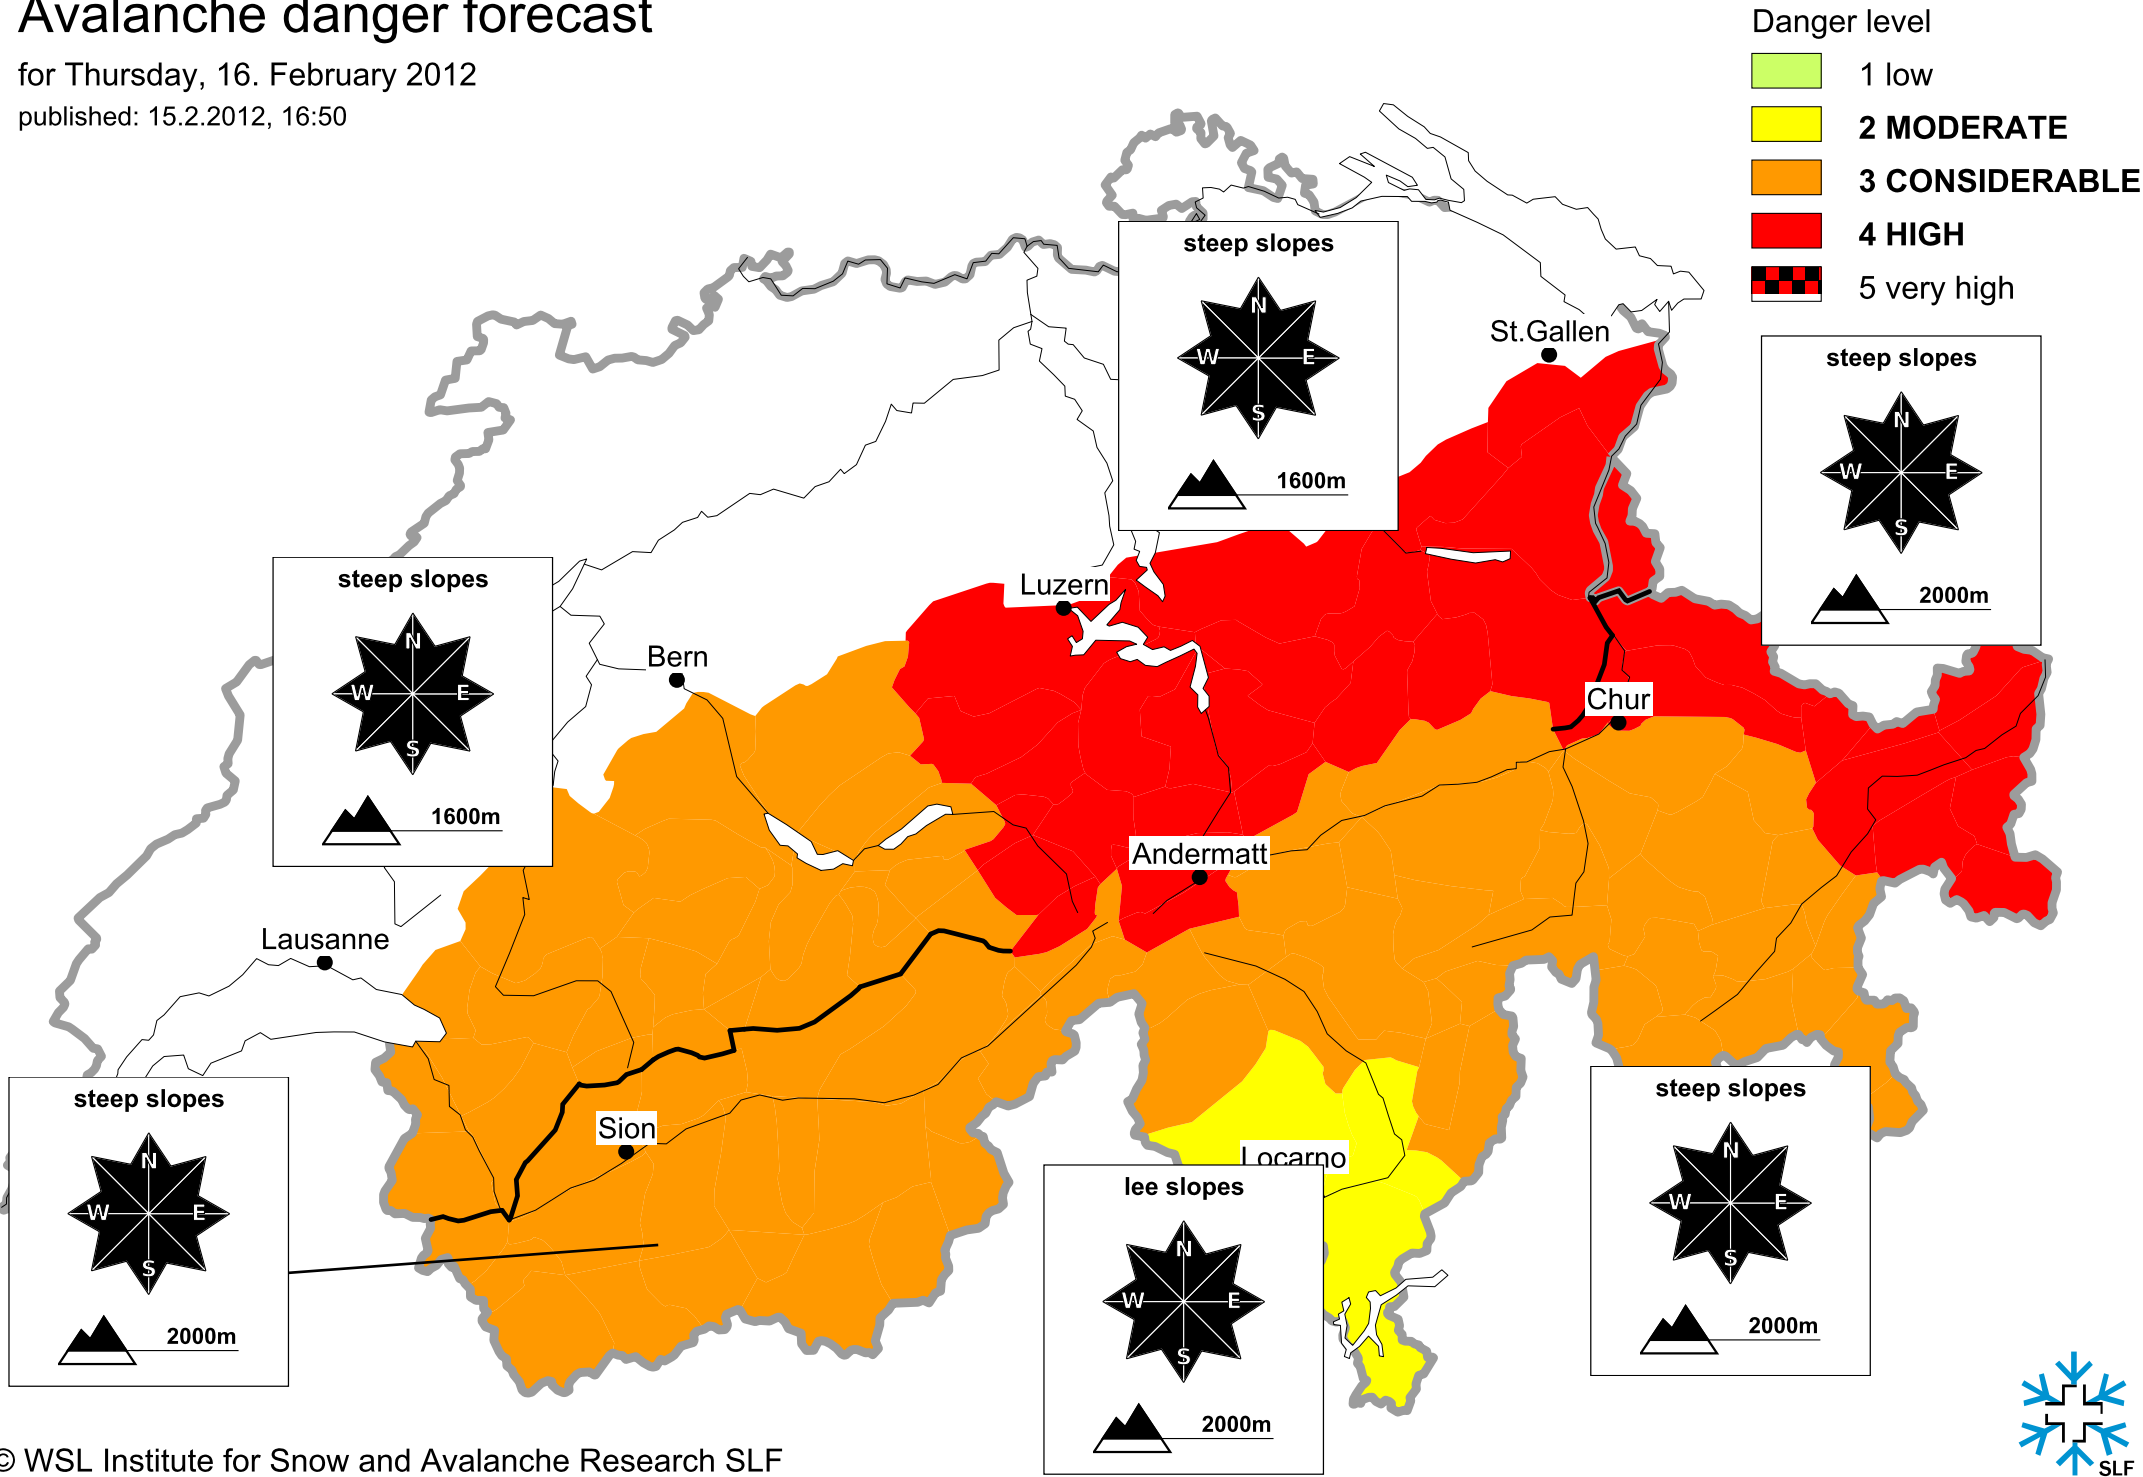 Avalanche danger forecast
for Thursday, 16. February 2012
published: 15.2.2012, 16:50
Danger level
1 low
2 MODERATE
3 CONSIDERABLE
4 HIGH
5 very high
steep slopes
N
W E
S
1600m
St.Gallen
steep slopes
N
W E
S
2000m
steep slopes
N
W E
S
1600m
Luzern
Bern
Chur
Andermatt
Lausanne
steep slopes
N
W E
S
2000m
Sion
Locarno
lee slopes
N
W E
S
2000m
steep slopes
N
W E
S
2000m
© WSL Institute for Snow and Avalanche Research SLF
SLF